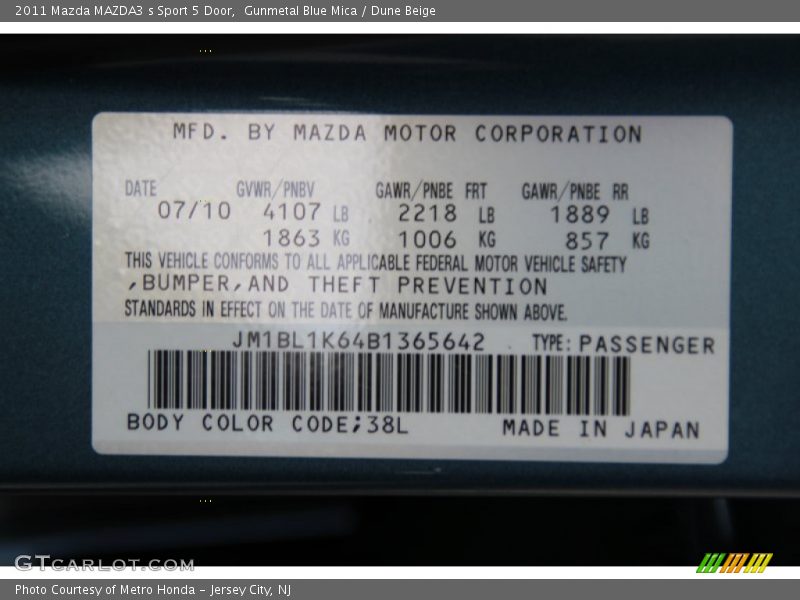 2011 Mazda MAZDA3 s Sport 5 Door,  Gunmetal Blue Mica / Dune Beige
MFD. BY MAZDA MOTOR CORPORATION
DATE GVWR/PNBV GAWR/PNBE FRT GAWR/PNBE RR
07/10 4107 LB 2218 LB 1889 LB
1863 KG 1006 KG 857 KG
THIS VEHICLE CONFORMS TO ALL APPLICABLE FEDERAL MOTOR VEHICLE SAFETY
,BUMPER,AND THEFT PREVENTION
STANDARDS IN EFFECT ON THE DATE OF MANUFACTURE SHOWN ABOVE.
JM1BL1K64B1365642 TYPE: PASSENGER
BODY COLOR CODE;38L MADE IN JAPAN
GTCARLOT.COM
Photo Courtesy of Metro Honda - Jersey City, NJ